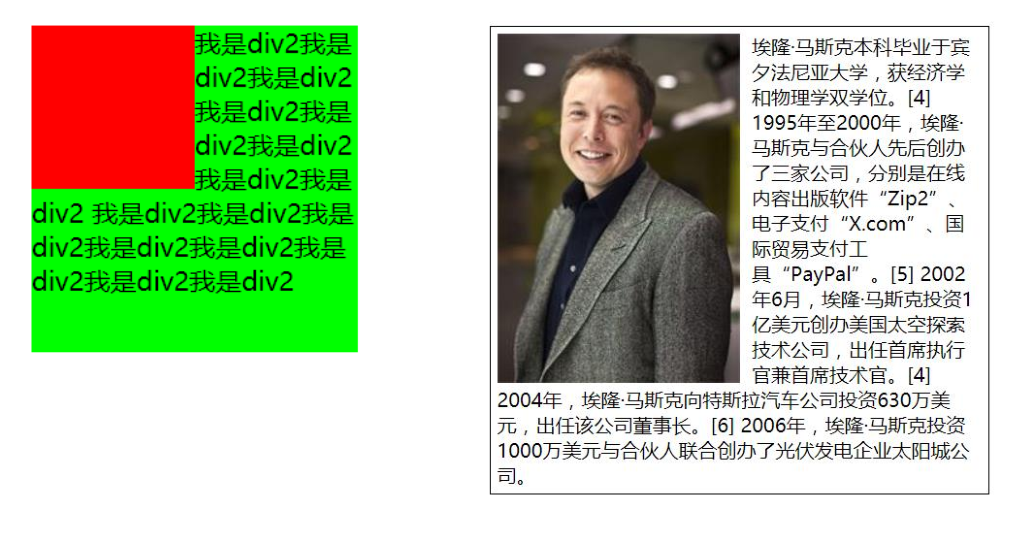 我是div2我是
div2我是div2
我是div2我是
div2我是div2
我是div2我是
div2 我是div2我是div2我是
div2我是div2我是div2我是
div2我是div2我是div2
埃隆·马斯克本科毕业于宾
夕法尼亚大学，获经济学
和物理学双学位。[4]
1995年至2000年，埃隆·
马斯克与合伙人先后创办
了三家公司，分别是在线
内容出版软件“Zip2”、
电子支付“X.com”、国
际贸易支付工
具“PayPal”。[5] 2002
年6月，埃隆·马斯克投资1
亿美元创办美国太空探索
技术公司，出任首席执行
官兼首席技术官。[4]
2004年，埃隆·马斯克向特斯拉汽车公司投资630万美
元，出任该公司董事长。[6] 2006年，埃隆·马斯克投资
1000万美元与合伙人联合创办了光伏发电企业太阳城公
司。